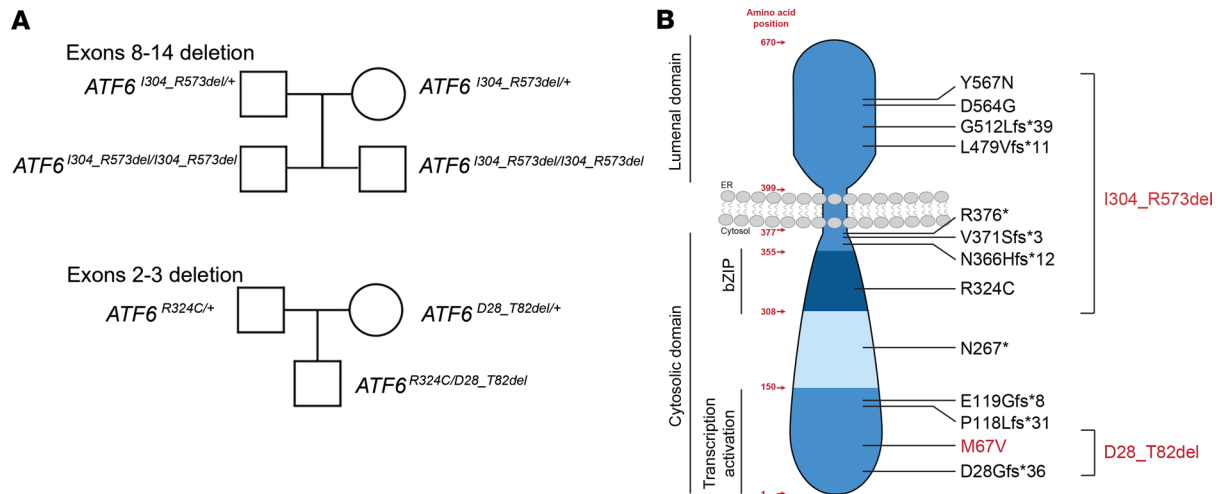 A
Exons 8-14 deletion
ATF6 I304_R573del/+
ATF6 I304_R573del/+
ATF6 I304_R573del/I304_R573del
ATF6 I304_R573del/I304_R573del
Exons 2-3 deletion
ATF6 R324C/+
ATF6 D28_T82del/+
ATF6 R324C/D28_T82del
B
Amino acid
position
670
Lumenal domain
Y567N
D564G
G512Lfs*39
L479Vfs*11
I304_R573del
ER
399
Cytosol
377
R376*
V371Sfs*3
N366Hfs*12
355
bZIP
R324C
308
Cytosolic domain
N267*
150
Transcription
activation
E119Gfs*8
P118Lfs*31
M67V
D28Gfs*36
D28_T82del
1